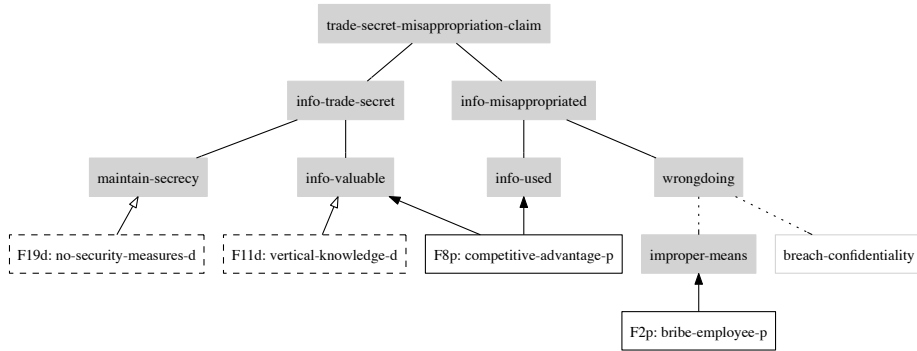 trade-secret-misappropriation-claim
info-trade-secret
info-misappropriated
maintain-secrecy
info-valuable
info-used
wrongdoing
F19d: no-security-measures-d
F11d: vertical-knowledge-d
F8p: competitive-advantage-p
improper-means
breach-confidentiality
F2p: bribe-employee-p